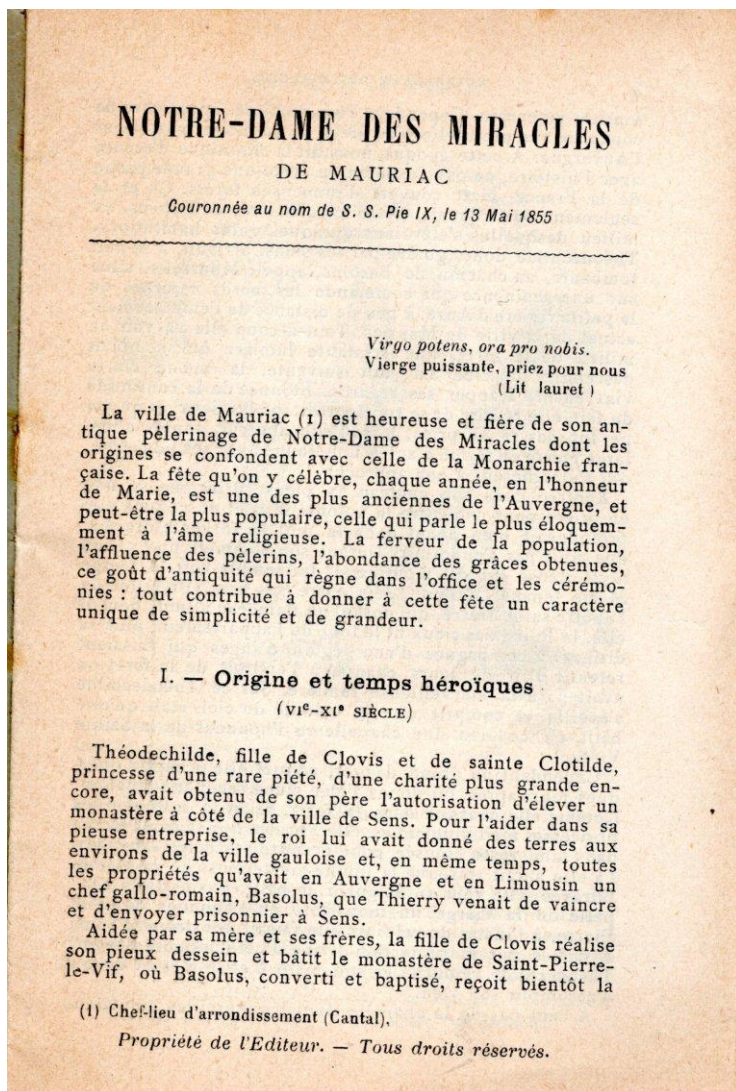 NOTRE-DAME DES MIRACLES
DE MAURIAC
Couronnée au nom de S. S. Pie IX, le 13 Mai 1855
Virgo potens, ora pro nobis.
Vierge puissante, priez pour nous
(Lit lauret )
La ville de Mauriac (1) est heureuse et fière de son an-
tique pèlerinage de Notre-Dame des Miracles dont les
origines se confondent avec celle de la Monarchie fran-
çaise. La fête qu'on y célèbre, chaque année, en l'honneur
de Marie, est une des plus anciennes de l'Auvergne, et
peut-être la plus populaire, celle qui parle le plus éloquem-
ment à l'âme religieuse. La ferveur de la population,
l'affluence des pèlerins, l'abondance des grâces obtenues,
ce goût d'antiquité qui règne dans l'office et les cérémo-
nies : tout contribue à donner à cette fête un caractère
unique de simplicité et de grandeur.
I. — Origine et temps héroïques
(VIe-XIe SIÈCLE)
Théodechilde, fille de Clovis et de sainte Clotilde,
princesse d'une rare piété, d'une charité plus grande en-
core, avait obtenu de son père l'autorisation d'élever un
monastère à côté de la ville de Sens. Pour l'aider dans sa
pieuse entreprise, le roi lui avait donné des terres aux
environs de la ville gauloise et, en même temps, toutes
les propriétés qu'avait en Auvergne et en Limousin un
chef gallo-romain, Basolus, que Thierry venait de vaincre
et d'envoyer prisonnier à Sens.
Aidée par sa mère et ses frères, la fille de Clovis réalise
son pieux dessein et bâtit le monastère de Saint-Pierre-
le-Vif, où Basolus, converti et baptisé, reçoit bientôt la
(1) Chef-lieu d'arrondissement (Cantal),
Propriété de l'Editeur. — Tous droits réservés.